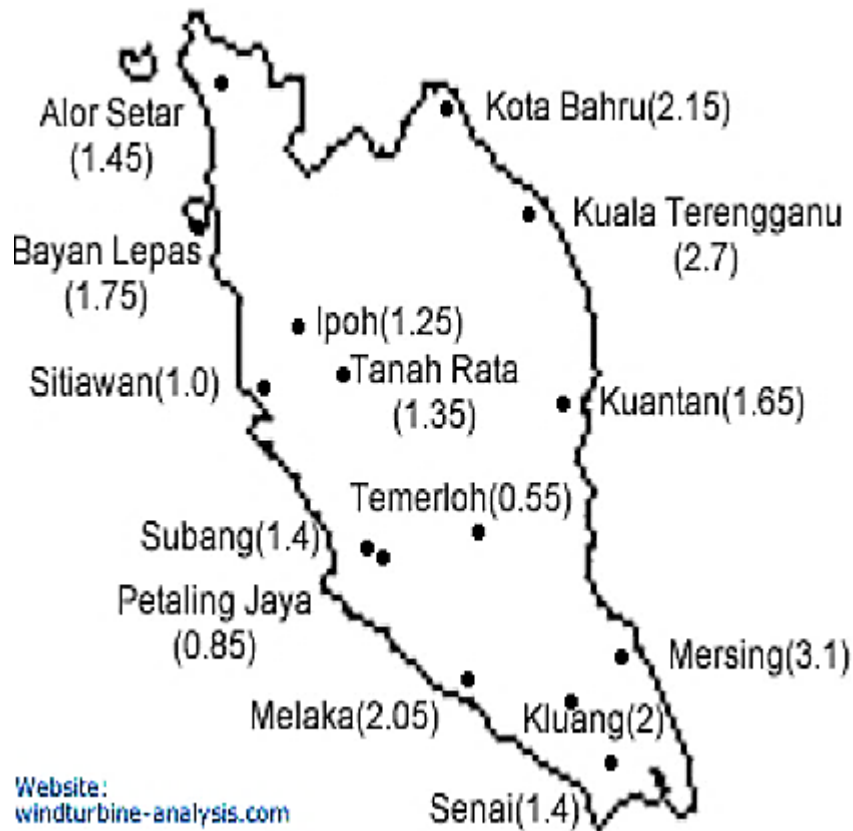 Alor Setar
(1.45)
Kota Bahru(2.15)
Kuala Terengganu
(2.7)
Bayan Lepas
(1.75)
Ipoh(1.25)
Tanah Rata
(1.35)
Sitiawan(1.0)
Kuantan(1.65)
Temerloh(0.55)
Subang(1.4)
Petaling Jaya
(0.85)
Mersing(3.1)
Melaka(2.05)
Kluang(2)
Senai(1.4)
Website:
windturbine-analysis.com